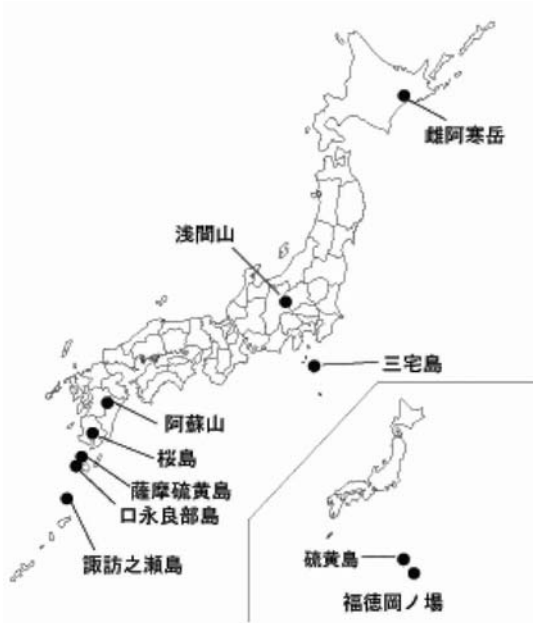 雌阿寒岳
浅間山
三宅島
阿蘇山
桜島
薩摩硫黄島
口永良部島
諏訪之瀬島
硫黄島
福徳岡ノ場